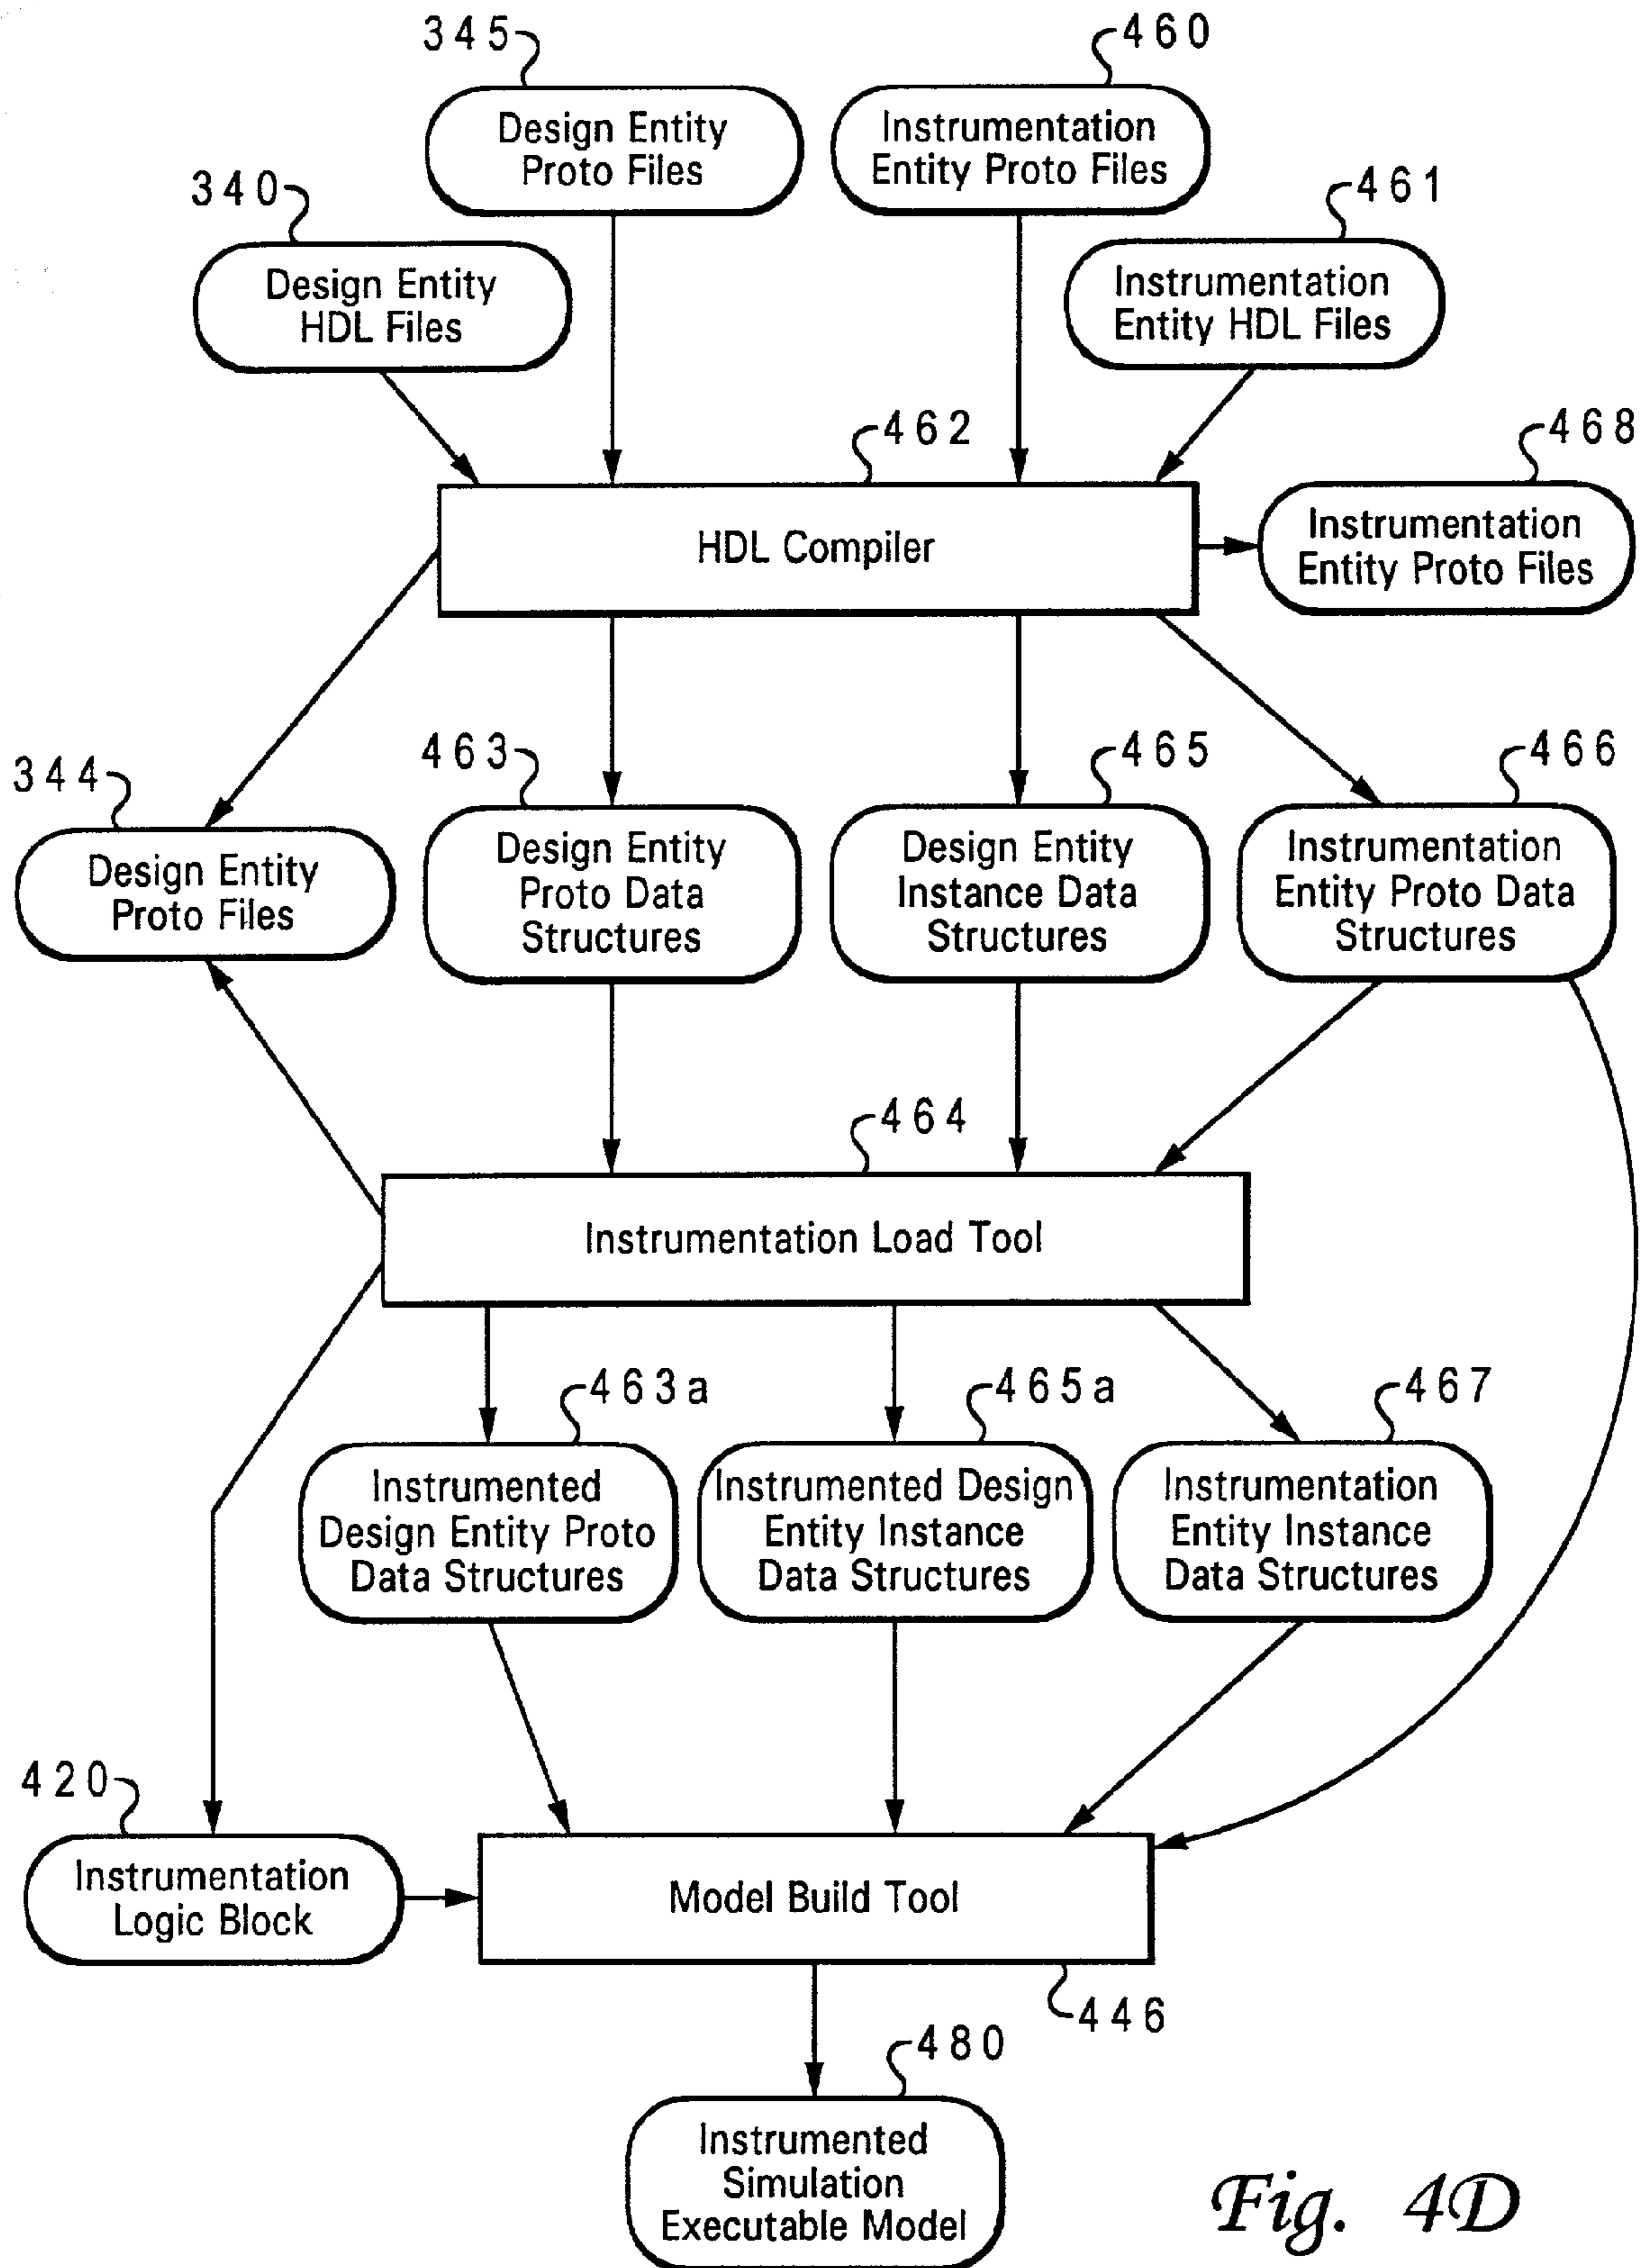 345
460
Design Entity
Proto Files
Instrumentation
Entity Proto Files
340
461
Design Entity
HDL Files
Instrumentation
Entity HDL Files
462
468
HDL Compiler
Instrumentation
Entity Proto Files
344
463
465
466
Design Entity
Proto Files
Design Entity
Proto Data
Structures
Design Entity
Instance Data
Structures
Instrumentation
Entity Proto Data
Structures
464
Instrumentation Load Tool
463a
465a
467
Instrumented
Design Entity Proto
Data Structures
Instrumented Design
Entity Instance
Data Structures
Instrumentation
Entity Instance
Data Structures
420
Instrumentation
Logic Block
Model Build Tool
446
480
Instrumented
Simulation
Executable Model
Fig. 4D